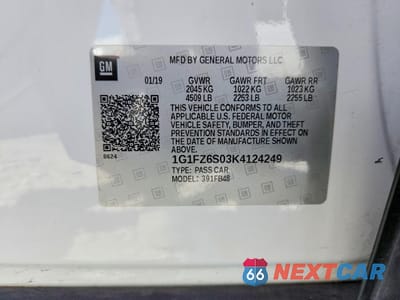 GM
MFD BY GENERAL MOTORS LLC
01/19 GVWR GAWR FRT GAWR RR
2045 KG 1022 KG 1023 KG
4509 LB 2253 LB 2255 LB
THIS VEHICLE CONFORMS TO ALL
APPLICABLE U.S. FEDERAL MOTOR
VEHICLE SAFETY, BUMPER, AND THEFT
PREVENTION STANDARDS IN EFFECT ON
THE DATE OF MANUFACTURE SHOWN ABOVE.
0624
1G1FZ6S03K4124249
TYPE: PASS CAR
MODEL: 391FB48
66 NEXTCAR